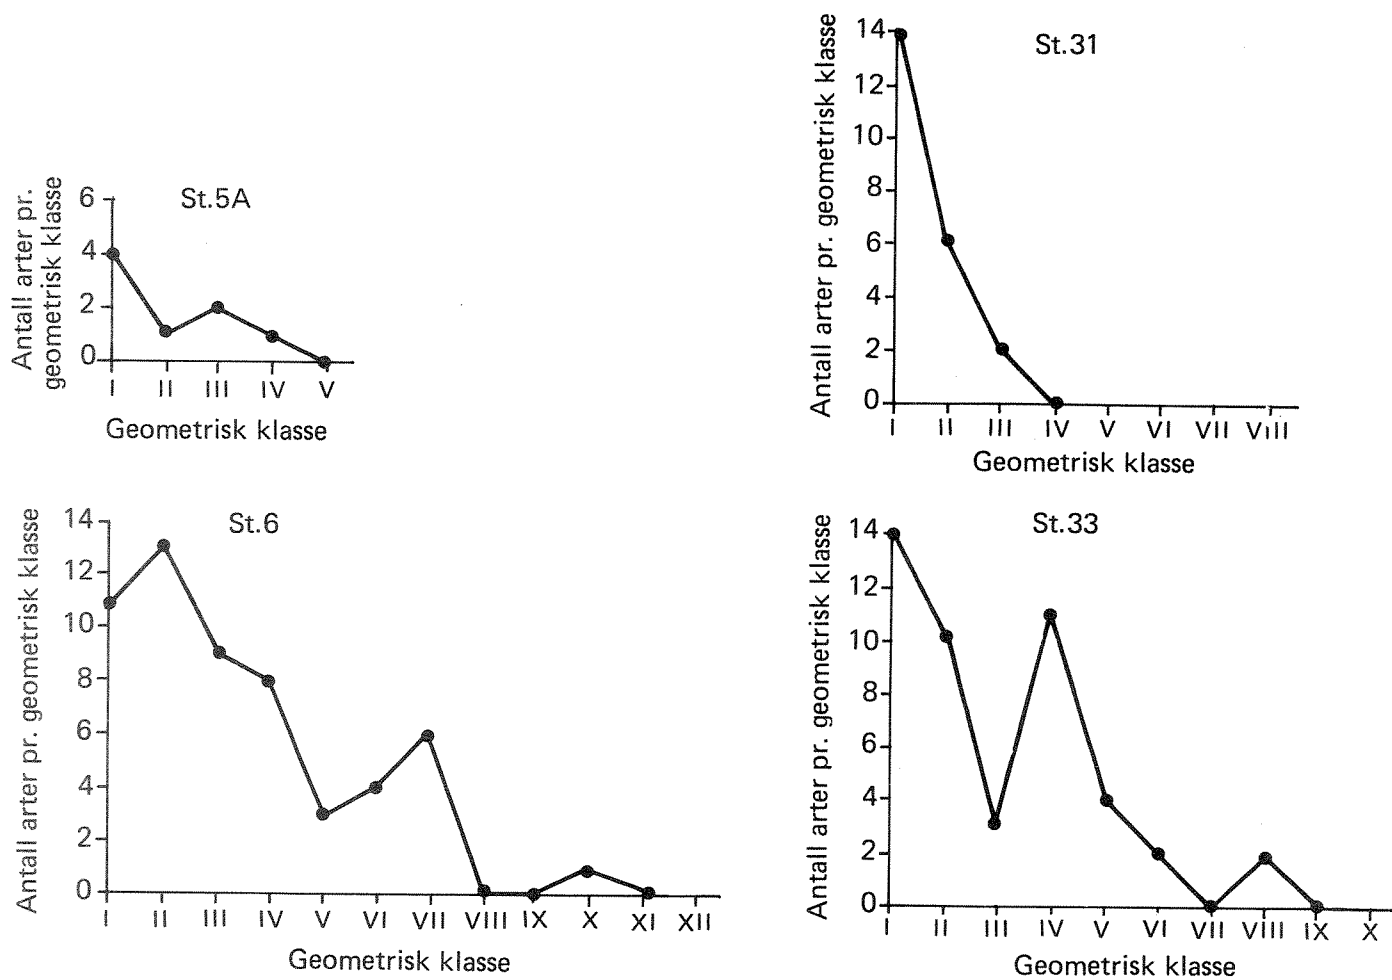 St.5A
Antall arter pr.
geometrisk klasse
6
4
2
0
I II III IV V
Geometrisk klasse
St.31
Antall arter pr. geometrisk klasse
14
12
10
8
6
4
2
0
I II III IV V VI VII VIII
Geometrisk klasse
St.6
Antall arter pr. geometrisk klasse
14
12
10
8
6
4
2
0
I II III IV V VI VII VIII IX X XI XII
Geometrisk klasse
St.33
Antall arter pr. geometrisk klasse
14
12
10
8
6
4
2
0
I II III IV V VI VII VIII IX X
Geometrisk klasse